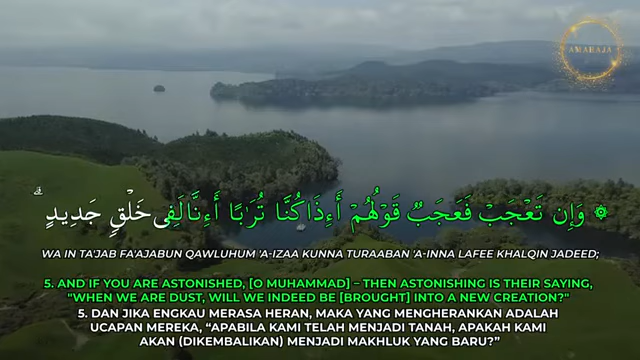 AMARAJA
۞ وَإِن تَعْجَبْ فَعَجَبٌ قَوْلُهُمْ أَءِذَا كُنَّا تُرَٰبًا أَءِنَّا لَفِى خَلْقٍ جَدِيدٍ ۗ
WA IN TA'JAB FA'AJABUN QAWLUHUM 'A-IZAA KUNNA TURAABAN 'A-INNA LAFEE KHALQIN JADEED;
5. AND IF YOU ARE ASTONISHED, [O MUHAMMAD] – THEN ASTONISHING IS THEIR SAYING,
"WHEN WE ARE DUST, WILL WE INDEED BE [BROUGHT] INTO A NEW CREATION?"
5. DAN JIKA ENGKAU MERASA HERAN, MAKA YANG MENGHERANKAN ADALAH
UCAPAN MEREKA, “APABILA KAMI TELAH MENJADI TANAH, APAKAH KAMI
AKAN (DIKEMBALIKAN) MENJADI MAKHLUK YANG BARU?”